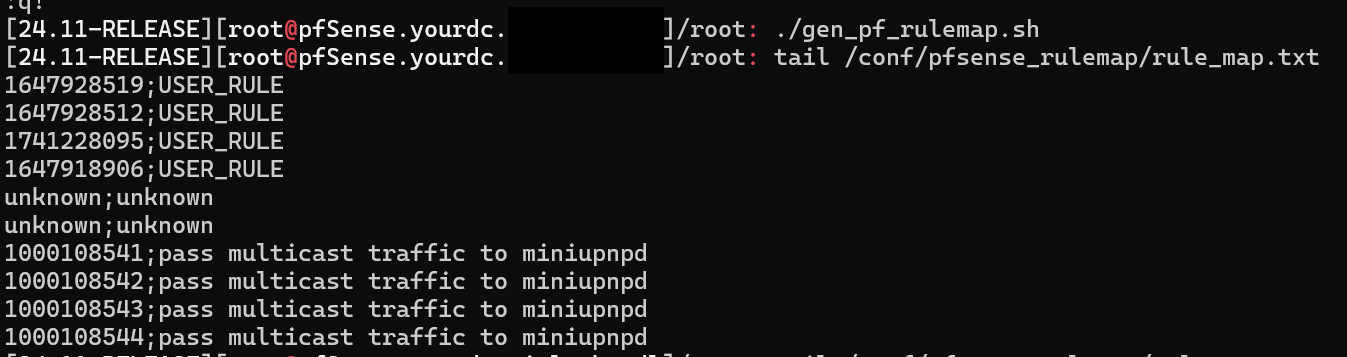 :q!
[24.11-RELEASE][root@pfSense.yourdc. ]/root: ./gen_pf_rulemap.sh
[24.11-RELEASE][root@pfSense.yourdc. ]/root: tail /conf/pfsense_rulemap/rule_map.txt
1647928519;USER_RULE
1647928512;USER_RULE
1741228095;USER_RULE
1647918906;USER_RULE
unknown;unknown
unknown;unknown
1000108541;pass multicast traffic to miniupnpd
1000108542;pass multicast traffic to miniupnpd
1000108543;pass multicast traffic to miniupnpd
1000108544;pass multicast traffic to miniupnpd